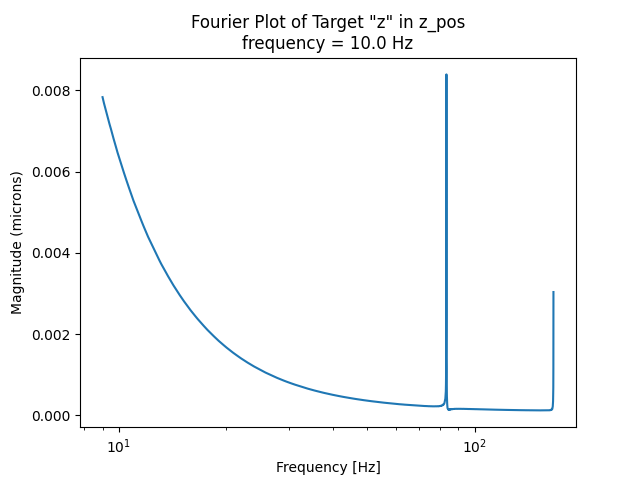 Fourier Plot of Target "z" in z_pos
frequency = 10.0 Hz
0.008
0.006
0.004
0.002
0.000
Magnitude (microns)
10¹
10²
Frequency [Hz]